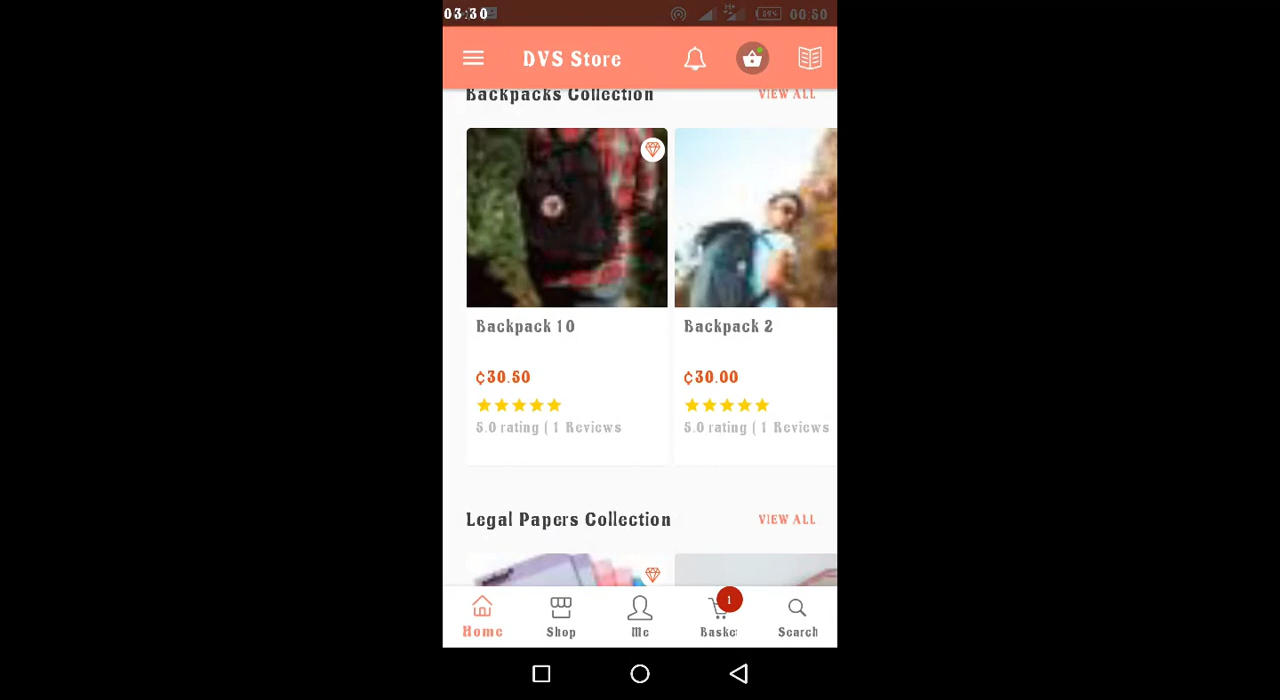 03:30
84%
00:50
DVS Store
Backpacks Collection
VIEW ALL
Backpack 10
Backpack 2
₵30.50
₵30.00
5.0 rating ( 1 Reviews
5.0 rating ( 1 Reviews
Legal Papers Collection
VIEW ALL
1
Home
Shop
Me
Basket
Search